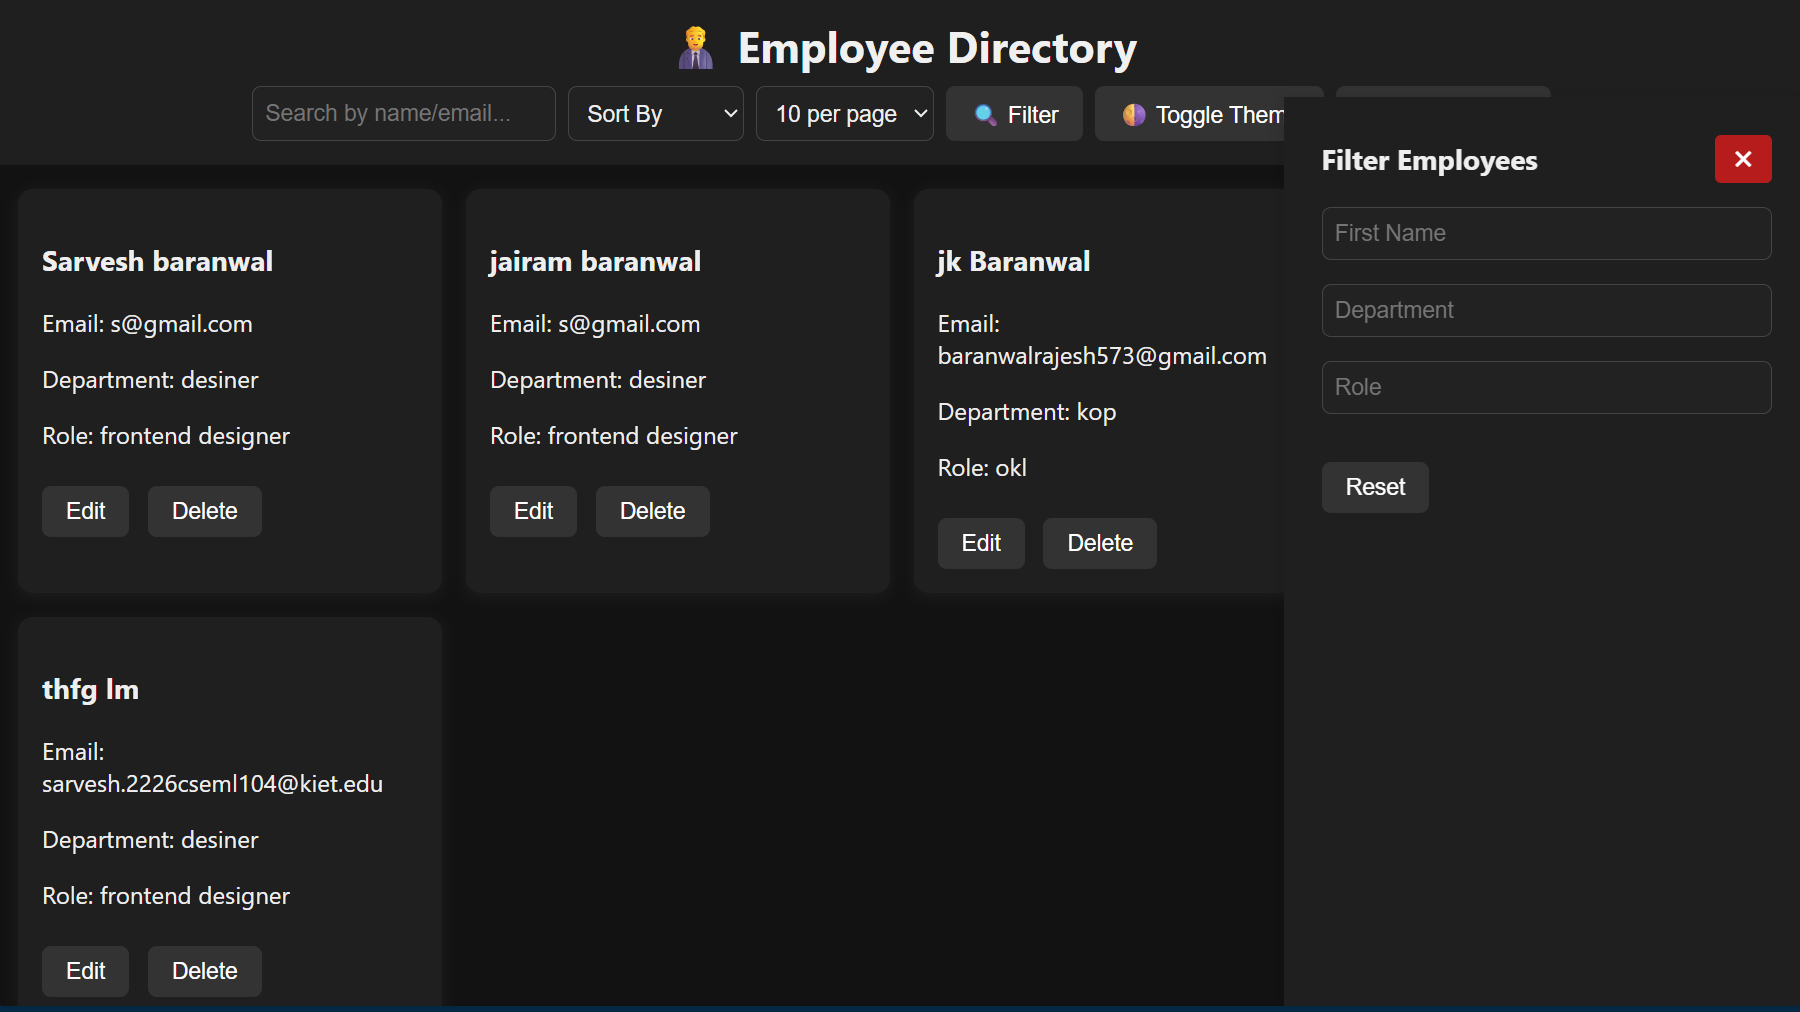 Employee Directory
Search by name/email...
Sort By
10 per page
Filter
Toggle Them
Filter Employees
✕
First Name
Department
Role
Reset
Sarvesh baranwal
Email: s@gmail.com
Department: desiner
Role: frontend designer
Edit
Delete
jairam baranwal
Email: s@gmail.com
Department: desiner
Role: frontend designer
Edit
Delete
jk Baranwal
Email:
baranwalrajesh573@gmail.com
Department: kop
Role: okl
Edit
Delete
thfg lm
Email:
sarvesh.2226cseml104@kiet.edu
Department: desiner
Role: frontend designer
Edit
Delete